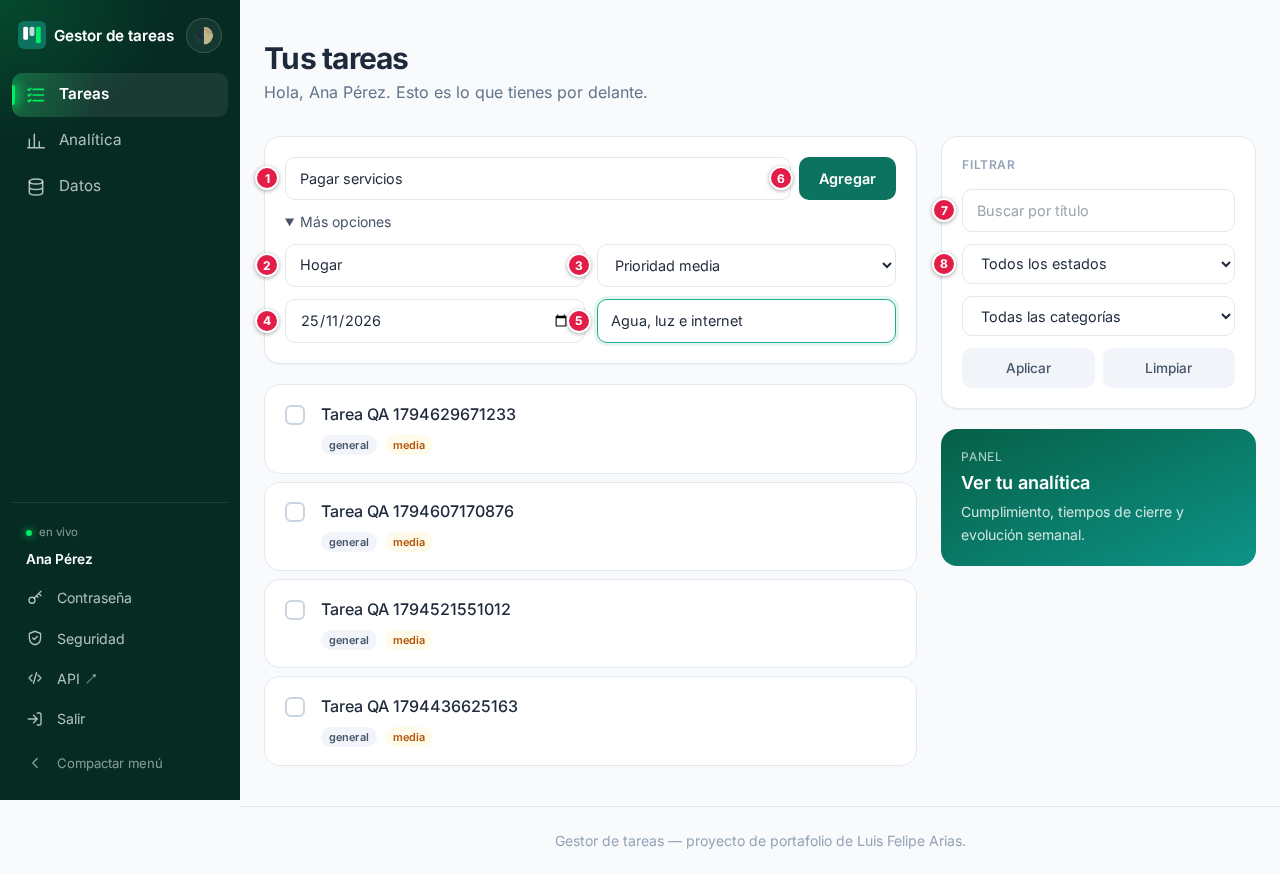 Gestor de tareas
Tareas
Analítica
Datos
en vivo
Ana Pérez
Contraseña
Seguridad
API ↗
Salir
Compactar menú
Tus tareas
Hola, Ana Pérez. Esto es lo que tienes por delante.
1 Pagar servicios 6 Agregar
▼ Más opciones
2 Hogar 3 Prioridad media
4 25/11/2026 5 Agua, luz e internet
Tarea QA 1794629671233
general media
Tarea QA 1794607170876
general media
Tarea QA 1794521551012
general media
Tarea QA 1794436625163
general media
FILTRAR
7 Buscar por título
8 Todos los estados
Todas las categorías
Aplicar Limpiar
PANEL
Ver tu analítica
Cumplimiento, tiempos de cierre y
evolución semanal.
Gestor de tareas — proyecto de portafolio de Luis Felipe Arias.